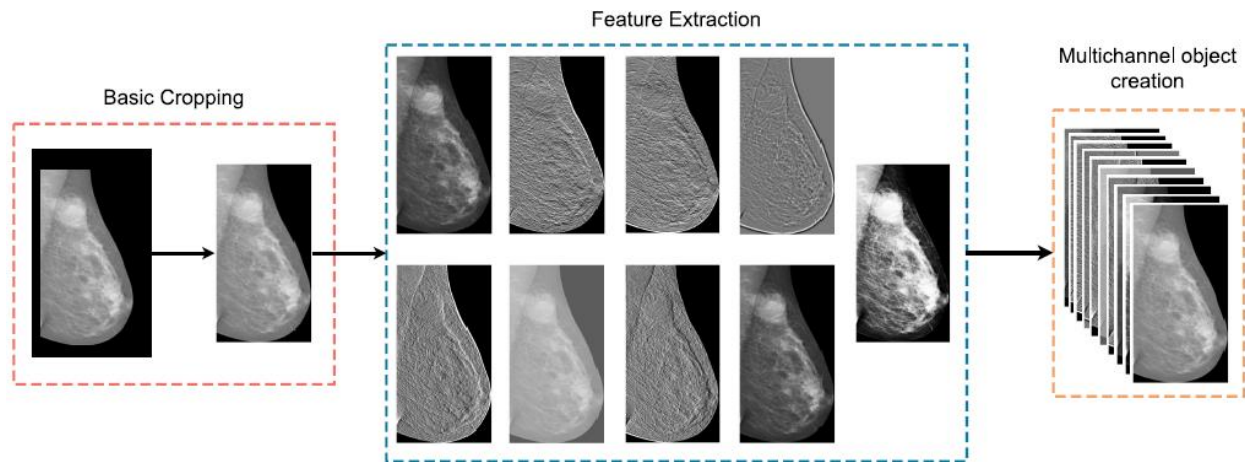 Feature Extraction
Multichannel object
creation
Basic Cropping